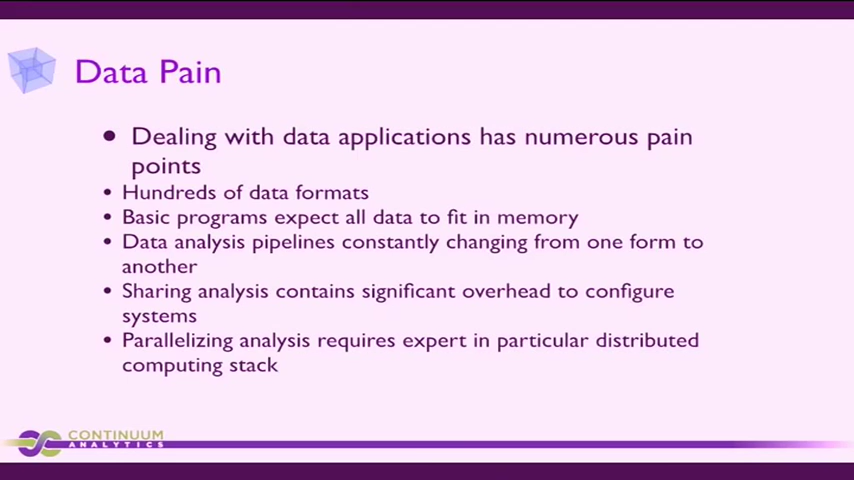 Data Pain
• Dealing with data applications has numerous pain
points
• Hundreds of data formats
• Basic programs expect all data to fit in memory
• Data analysis pipelines constantly changing from one form to
another
• Sharing analysis contains significant overhead to configure
systems
• Parallelizing analysis requires expert in particular distributed
computing stack
CONTINUUM
ANALYTICS